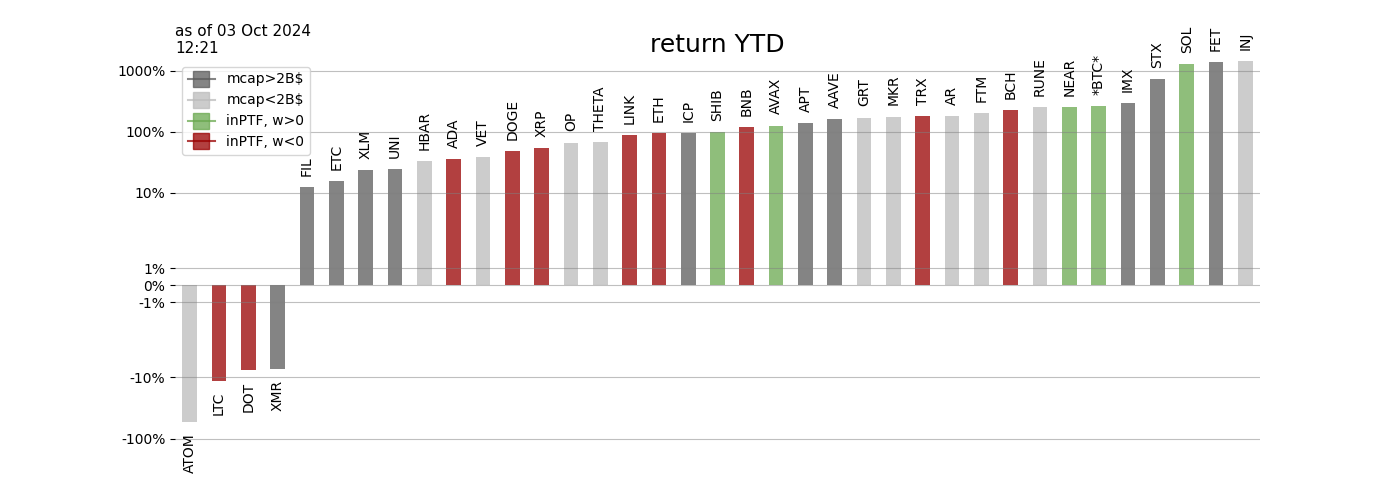 as of 03 Oct 2024
12:21
return YTD
mcap>2B$
mcap<2B$
inPTF, w>0
inPTF, w<0
1000%
100%
10%
1%
0%
-1%
-10%
-100%
ATOM
LTC
DOT
XMR
FIL
ETC
XLM
UNI
HBAR
ADA
VET
DOGE
XRP
OP
THETA
LINK
ETH
ICP
SHIB
BNB
AVAX
APT
AAVE
GRT
MKR
TRX
AR
FTM
BCH
RUNE
NEAR
*BTC*
IMX
STX
SOL
FET
INJ